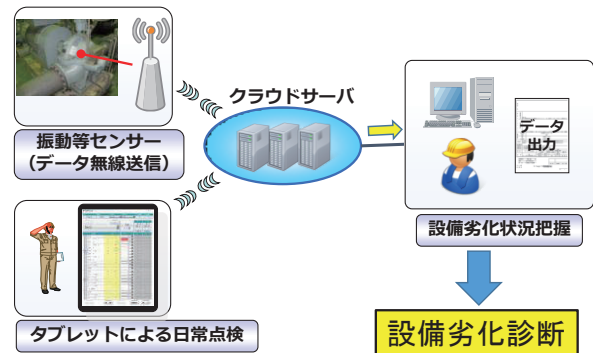 クラウドサーバ
振動等センサー
(データ無線送信)
データ
出力
設備劣化状況把握
タブレットによる日常点検
設備劣化診断